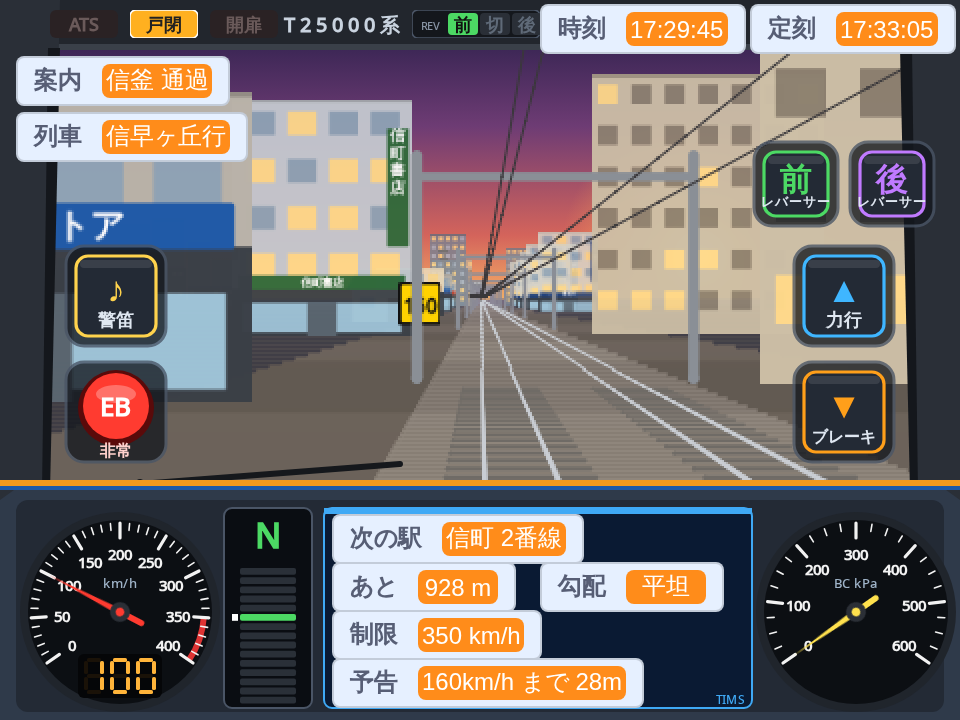 ATS 戸閉 開扉 T25000系 REV 前 切 後
時刻 17:29:45 定刻 17:33:05
案内 信釜 通過
列車 信早ヶ丘行
信町書店
トア
信町書店
160
前 レバーサー
後 レバーサー
♪ 警笛
▲ 力行
EB 非常
▼ ブレーキ
0 50 100 150 200 250 300 350 400 km/h
100
N
次の駅 信町 2番線
あと 928 m 勾配 平坦
制限 350 km/h
予告 160km/h まで 28m
TIMS
0 100 200 300 400 500 600 BC kPa